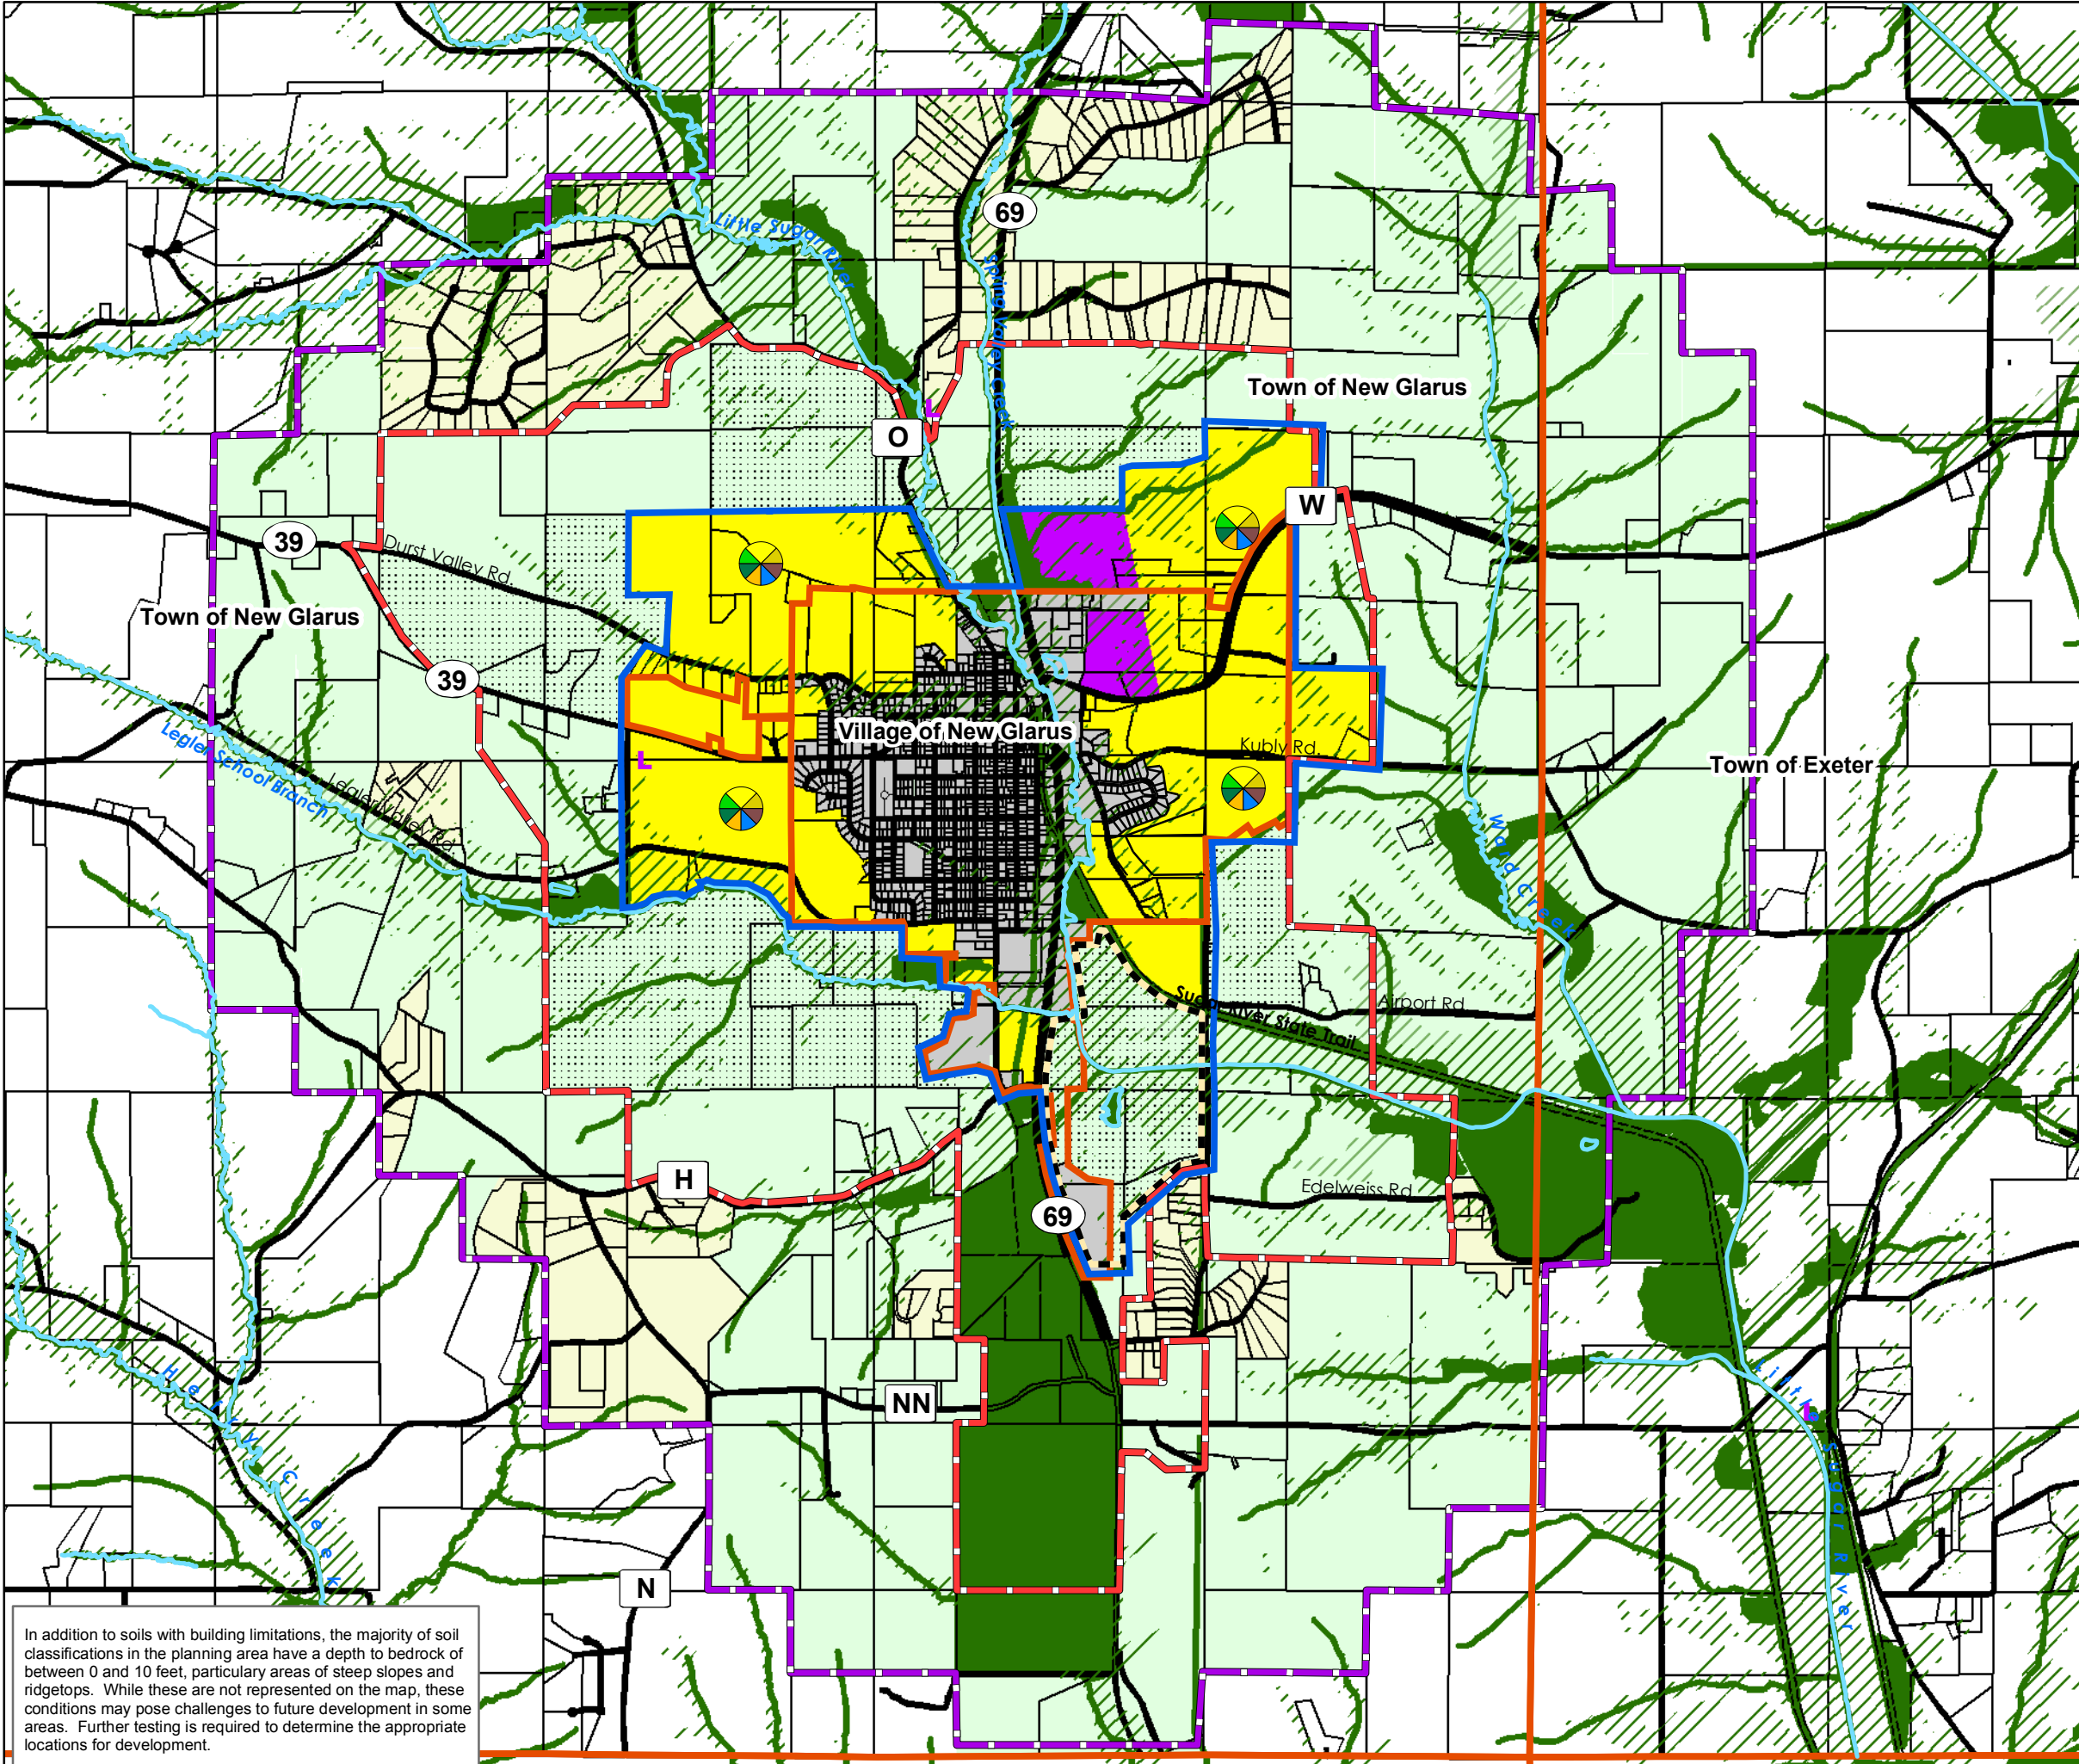 69
Little Sugar River
Spring Valley Creek
Town of New Glarus
O
W
39
Durst Valley Rd.
Town of New Glarus
39
Village of New Glarus
Kubly Rd.
Town of Exeter
Legler School Branch
Legler Valley Rd.
L
L
Ward Creek
Airport Rd
Sugar River State Trail
H
Edelweiss Rd
69
NN
Hefty Creek
Little Sugar River
L
N
In addition to soils with building limitations, the majority of soil
classifications in the planning area have a depth to bedrock of
between 0 and 10 feet, particulary areas of steep slopes and
ridgetops. While these are not represented on the map, these
conditions may pose challenges to future development in some
areas. Further testing is required to determine the appropriate
locations for development.